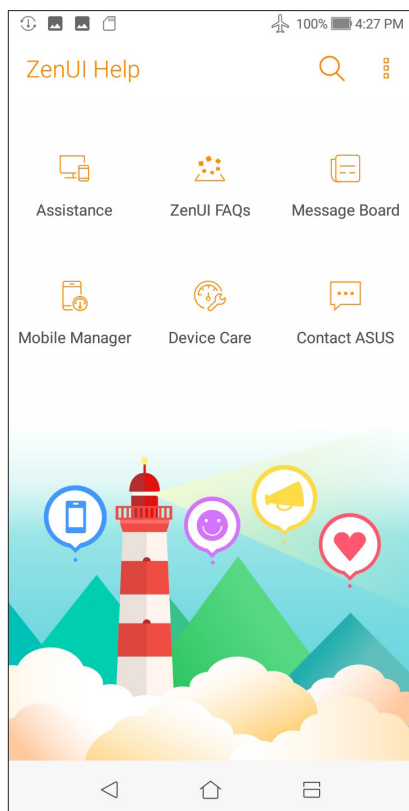 100% 4:27 PM
ZenUI Help
Assistance ZenUI FAQs Message Board
Mobile Manager Device Care Contact ASUS